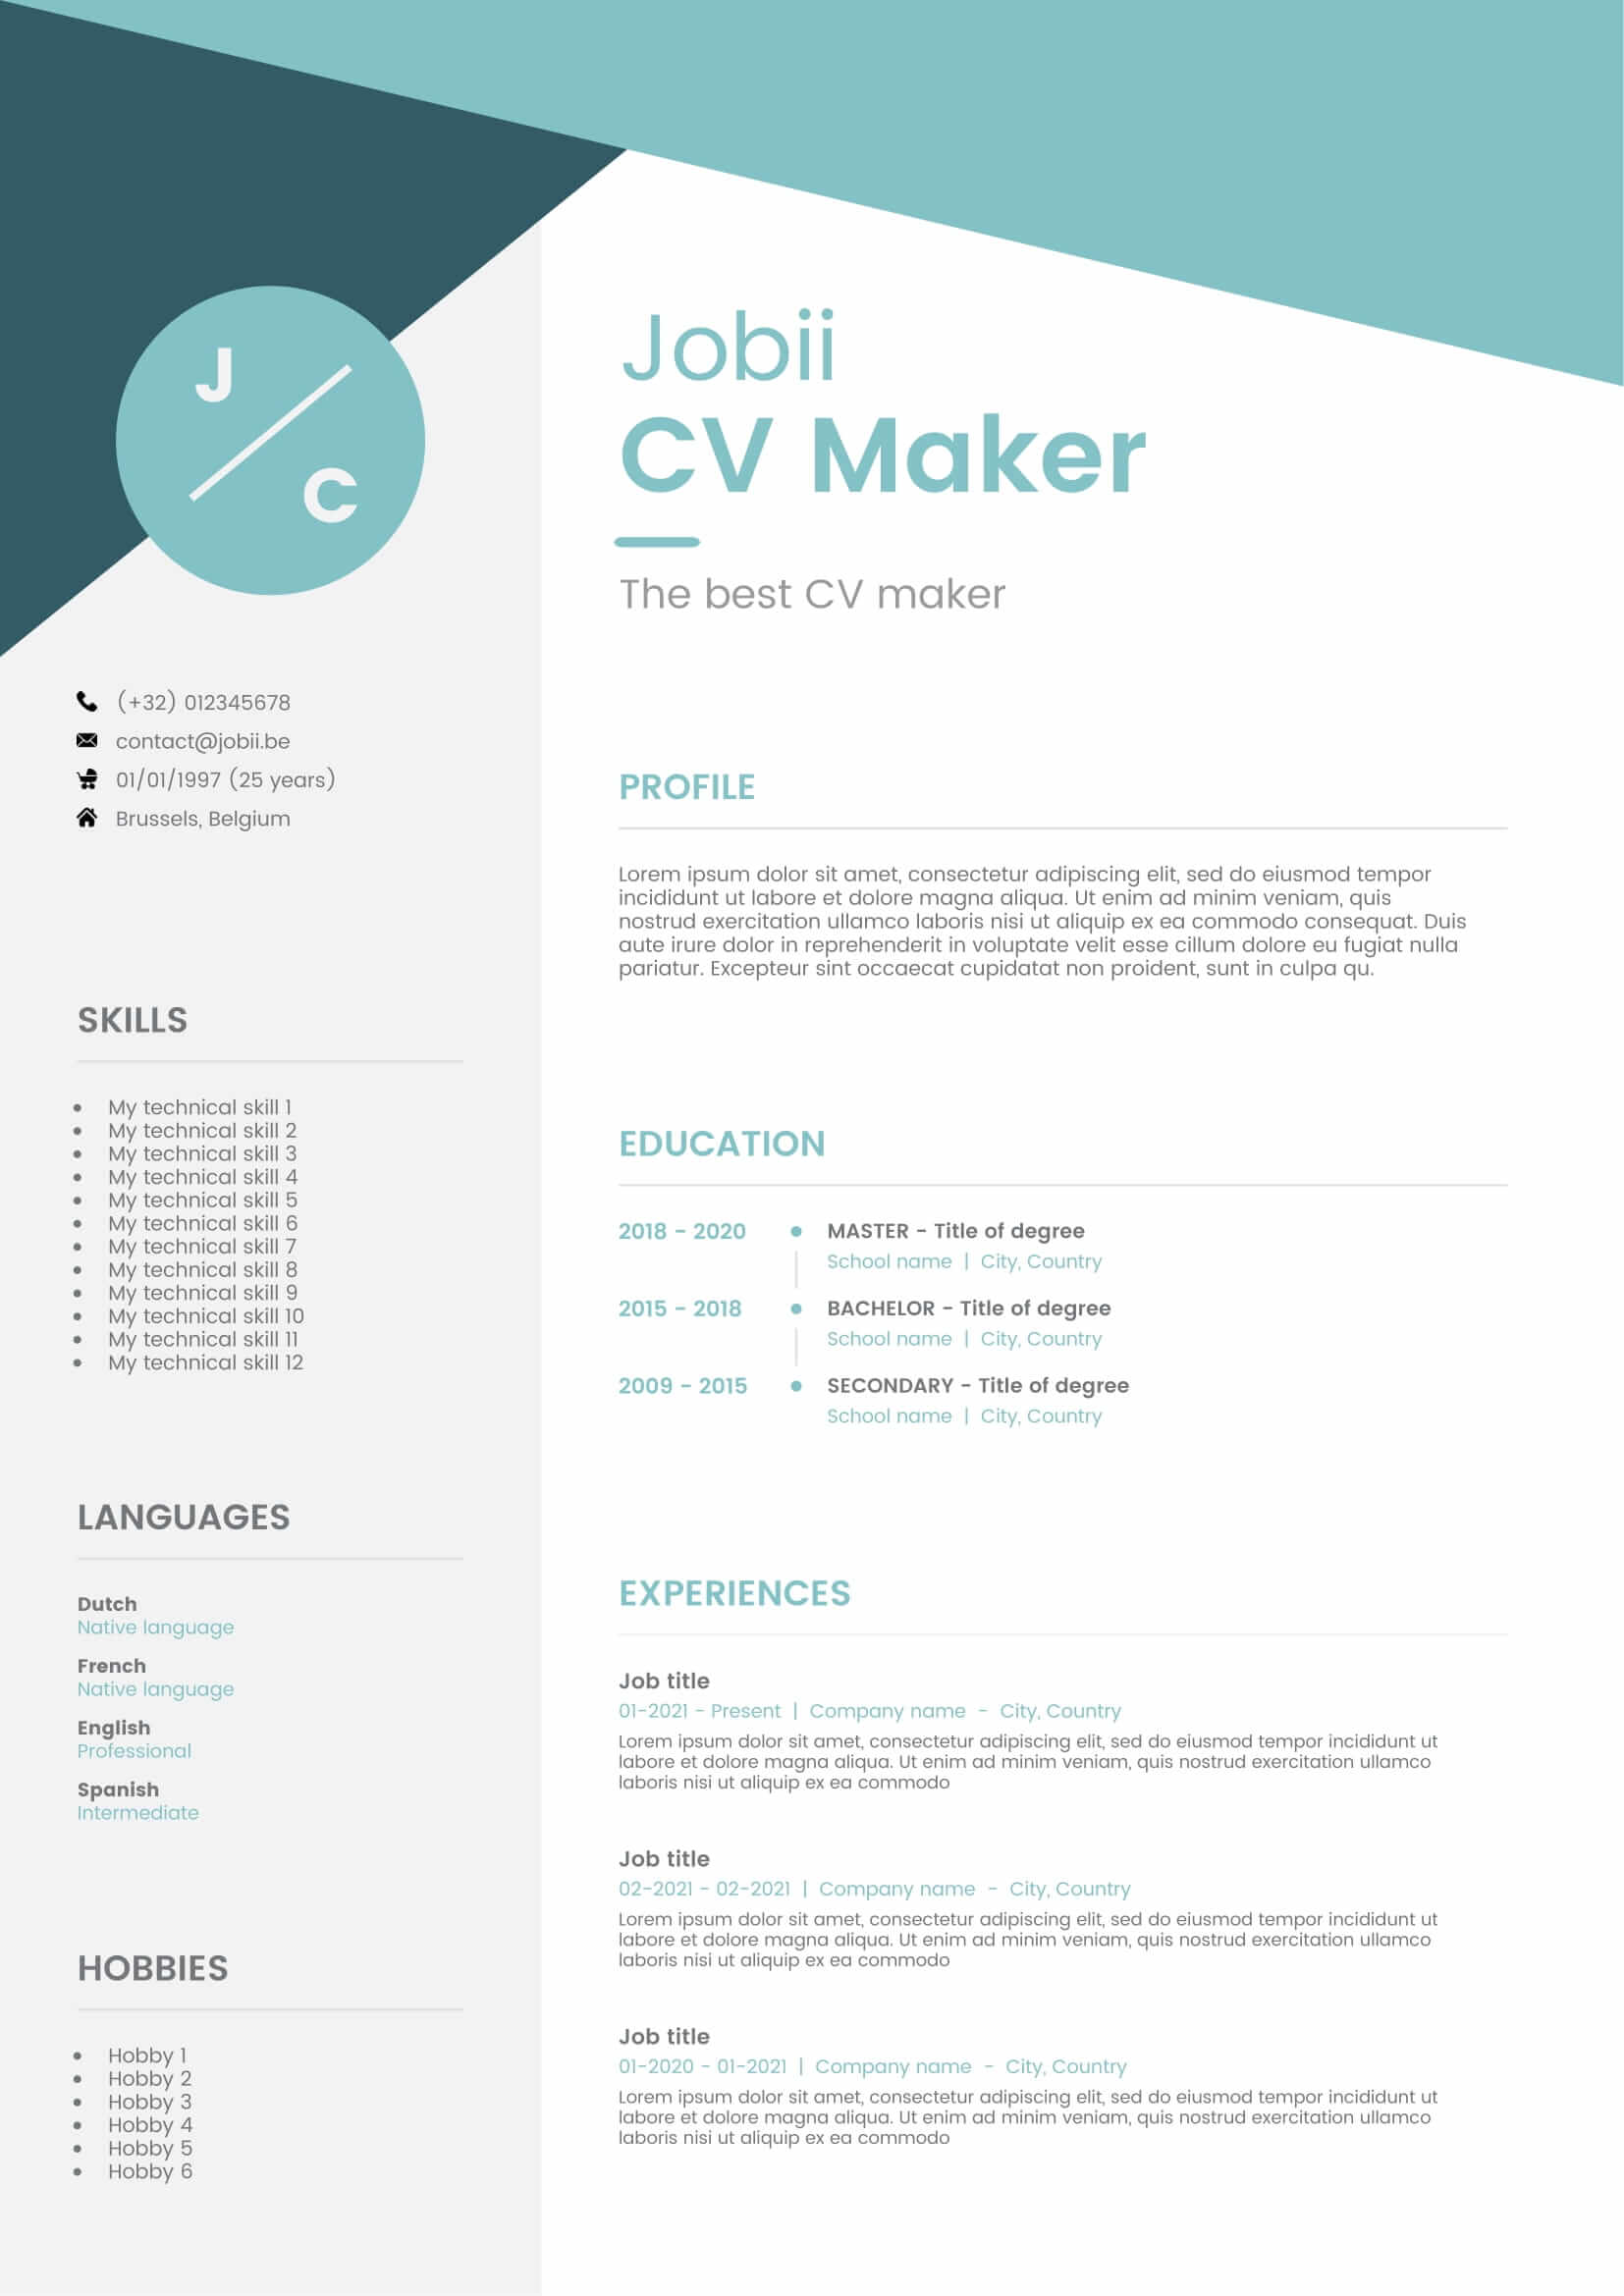 J
C
Jobii
CV Maker
The best CV maker
(+32) 012345678
contact@jobii.be
01/01/1997 (25 years)
Brussels, Belgium
SKILLS
My technical skill 1
My technical skill 2
My technical skill 3
My technical skill 4
My technical skill 5
My technical skill 6
My technical skill 7
My technical skill 8
My technical skill 9
My technical skill 10
My technical skill 11
My technical skill 12
LANGUAGES
Dutch
Native language
French
Native language
English
Professional
Spanish
Intermediate
HOBBIES
Hobby 1
Hobby 2
Hobby 3
Hobby 4
Hobby 5
Hobby 6
PROFILE
Lorem ipsum dolor sit amet, consectetur adipiscing elit, sed do eiusmod tempor
incididunt ut labore et dolore magna aliqua. Ut enim ad minim veniam, quis
nostrud exercitation ullamco laboris nisi ut aliquip ex ea commodo consequat. Duis
aute irure dolor in reprehenderit in voluptate velit esse cillum dolore eu fugiat nulla
pariatur. Excepteur sint occaecat cupidatat non proident, sunt in culpa qu.
EDUCATION
2018 - 2020 MASTER - Title of degree
School name | City, Country
2015 - 2018 BACHELOR - Title of degree
School name | City, Country
2009 - 2015 SECONDARY - Title of degree
School name | City, Country
EXPERIENCES
Job title
01-2021 - Present | Company name - City, Country
Lorem ipsum dolor sit amet, consectetur adipiscing elit, sed do eiusmod tempor incididunt ut
labore et dolore magna aliqua. Ut enim ad minim veniam, quis nostrud exercitation ullamco
laboris nisi ut aliquip ex ea commodo
Job title
02-2021 - 02-2021 | Company name - City, Country
Lorem ipsum dolor sit amet, consectetur adipiscing elit, sed do eiusmod tempor incididunt ut
labore et dolore magna aliqua. Ut enim ad minim veniam, quis nostrud exercitation ullamco
laboris nisi ut aliquip ex ea commodo
Job title
01-2020 - 01-2021 | Company name - City, Country
Lorem ipsum dolor sit amet, consectetur adipiscing elit, sed do eiusmod tempor incididunt ut
labore et dolore magna aliqua. Ut enim ad minim veniam, quis nostrud exercitation ullamco
laboris nisi ut aliquip ex ea commodo